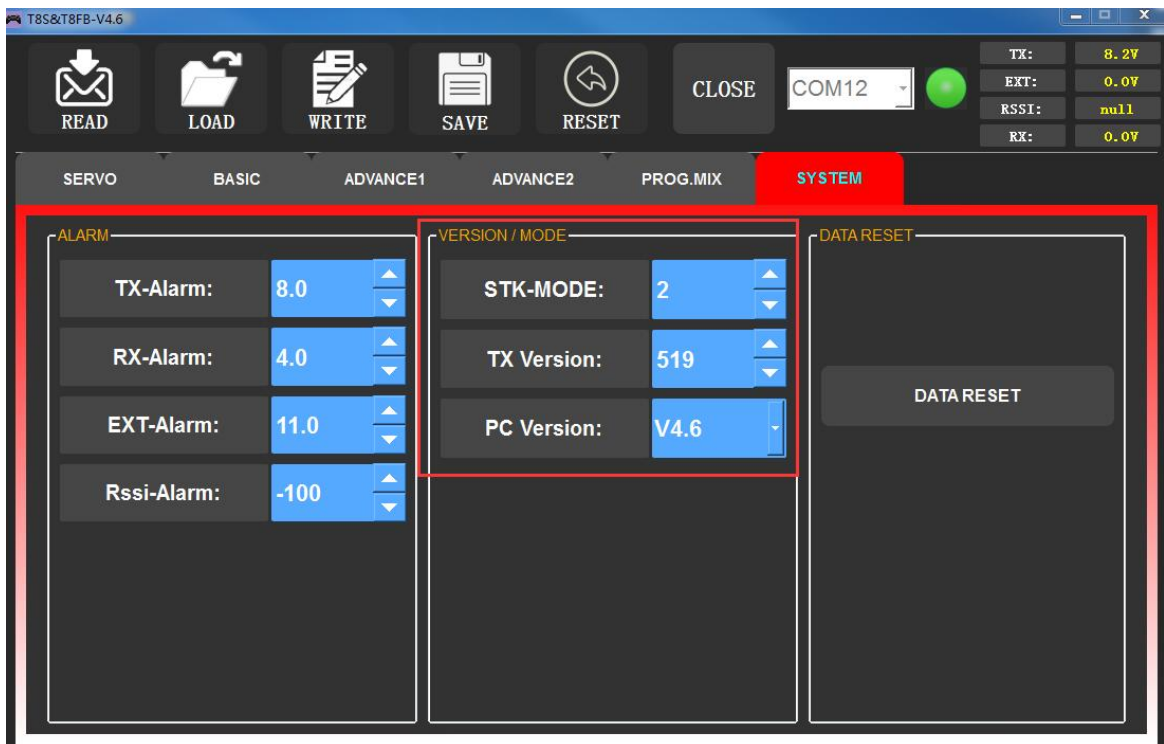 T8S&T8FB-V4.6
READ LOAD WRITE SAVE RESET CLOSE COM12
TX: 8.2V
EXT: 0.0V
RSSI: null
RX: 0.0V
SERVO BASIC ADVANCE1 ADVANCE2 PROG.MIX SYSTEM
ALARM
TX-Alarm: 8.0
RX-Alarm: 4.0
EXT-Alarm: 11.0
Rssi-Alarm: -100
VERSION / MODE
STK-MODE: 2
TX Version: 519
PC Version: V4.6
DATA RESET
DATA RESET